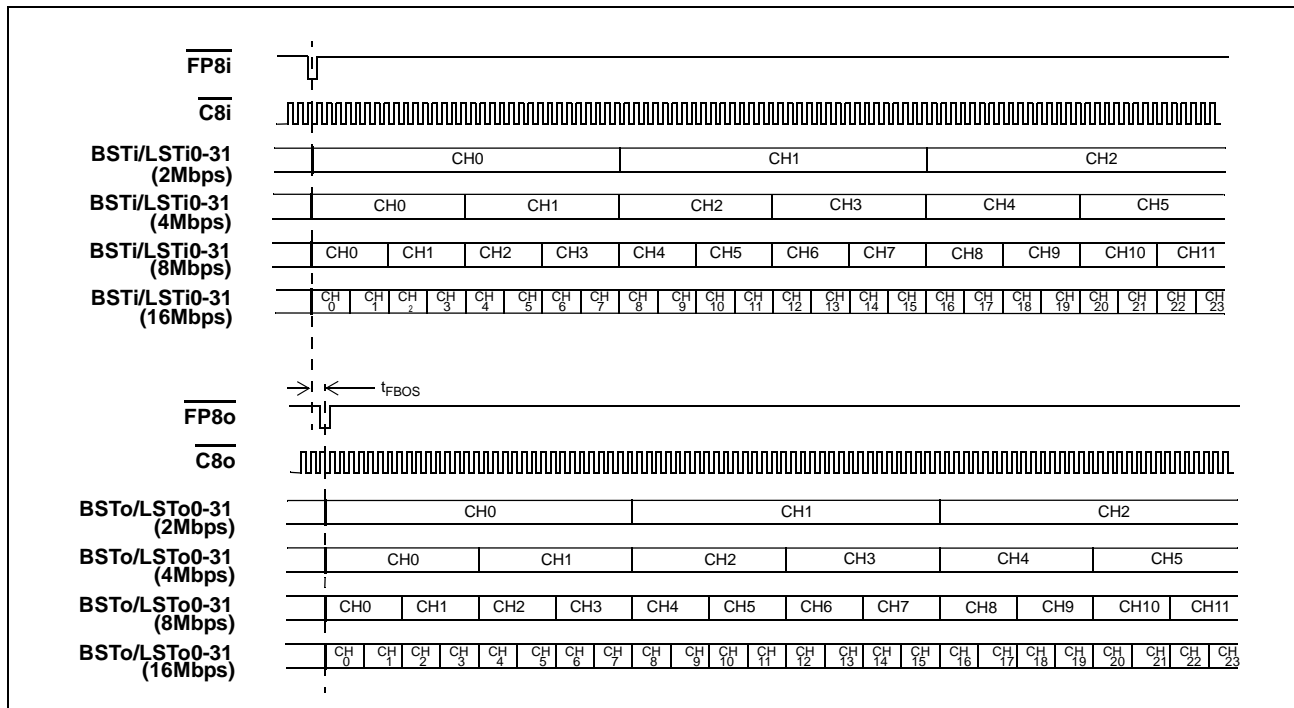 FP8i
C8i
BSTi/LSTi0-31
(2Mbps)
CH0 CH1 CH2
BSTi/LSTi0-31
(4Mbps)
CH0 CH1 CH2 CH3 CH4 CH5
BSTi/LSTi0-31
(8Mbps)
CH0 CH1 CH2 CH3 CH4 CH5 CH6 CH7 CH8 CH9 CH10 CH11
BSTi/LSTi0-31
(16Mbps)
CH CH CH CH CH CH CH CH CH CH CH CH CH CH CH CH CH CH CH CH CH CH CH CH
0 1 2 3 4 5 6 7 8 9 10 11 12 13 14 15 16 17 18 19 20 21 22 23
tFBOS
FP8o
C8o
BSTo/LSTo0-31
(2Mbps)
CH0 CH1 CH2
BSTo/LSTo0-31
(4Mbps)
CH0 CH1 CH2 CH3 CH4 CH5
BSTo/LSTo0-31
(8Mbps)
CH0 CH1 CH2 CH3 CH4 CH5 CH6 CH7 CH8 CH9 CH10 CH11
BSTo/LSTo0-31
(16Mbps)
CH CH CH CH CH CH CH CH CH CH CH CH CH CH CH CH CH CH CH CH CH CH CH CH
0 1 2 3 4 5 6 7 8 9 10 11 12 13 14 15 16 17 18 19 20 21 22 23